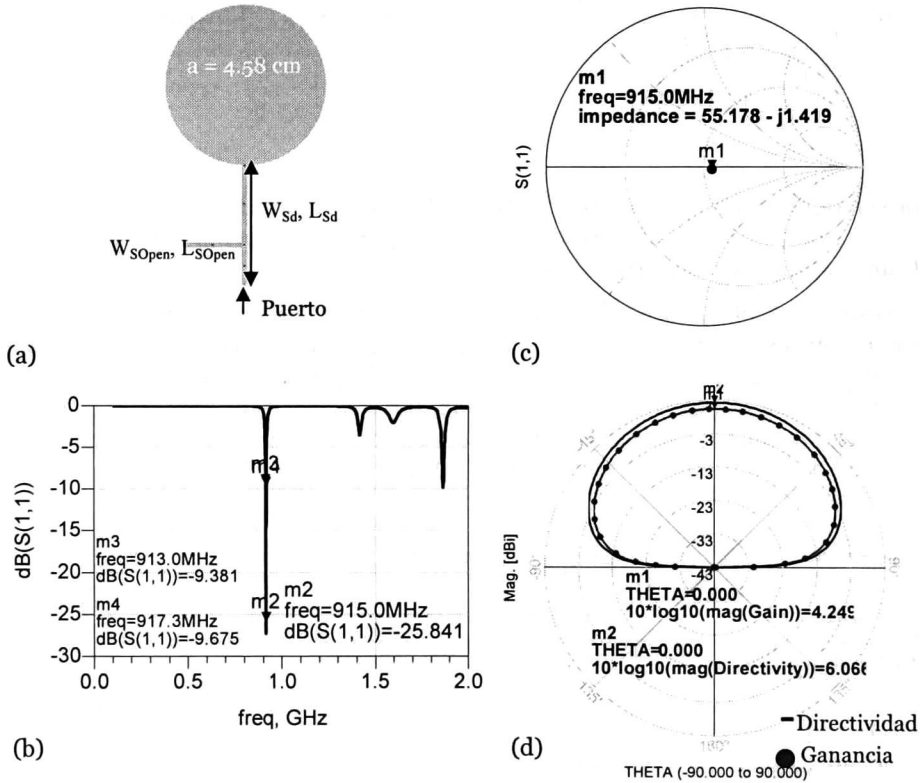 a = 4.58 cm
W_Sd, L_Sd
W_SOpen, L_SOpen
Puerto
(a)
m1
freq=915.0MHz
impedance = 55.178 - j1.419
m1
S(1,1)
(c)
0
-5
-10
-15
-20
-25
-30
dB(S(1,1))
m4
m3
freq=913.0MHz
dB(S(1,1))=-9.381
m4
freq=917.3MHz
dB(S(1,1))=-9.675
m2
m2
freq=915.0MHz
dB(S(1,1))=-25.841
0.0
0.5
1.0
1.5
2.0
freq, GHz
(b)
Mag. [dBi]
-3
-13
-23
-33
-43
-45
-90
m1
THETA=0.000
10*log10(mag(Gain))=4.249
m2
THETA=0.000
10*log10(mag(Directivity))=6.066
135°
180°
Directividad
Ganancia
(d)
THETA (-90.000 to 90.000)